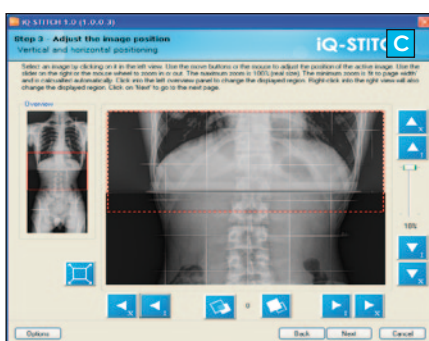 iQ STITCH 1.0 (1.0.0.3)
Step 3 - Adjust the image position
Vertical and horizontal positioning
iQ-STITC
C
Select an image by clicking on it in the left view. Use the move buttons or the mouse to adjust the position of the active image. Use the
slider on the right or the mouse wheel to zoom in or out. The maximum zoom is 100% (real size). The minimum zoom is 'fit to page width'
and is calculated automatically. Click into the left overview panel to change the displayed region. Right click into the right view will also
change the displayed region. Click on 'Next' to go to the next page.
Overview
x
1
10%
1
x
x
1
0
1
x
Options
Back
Next
Cancel